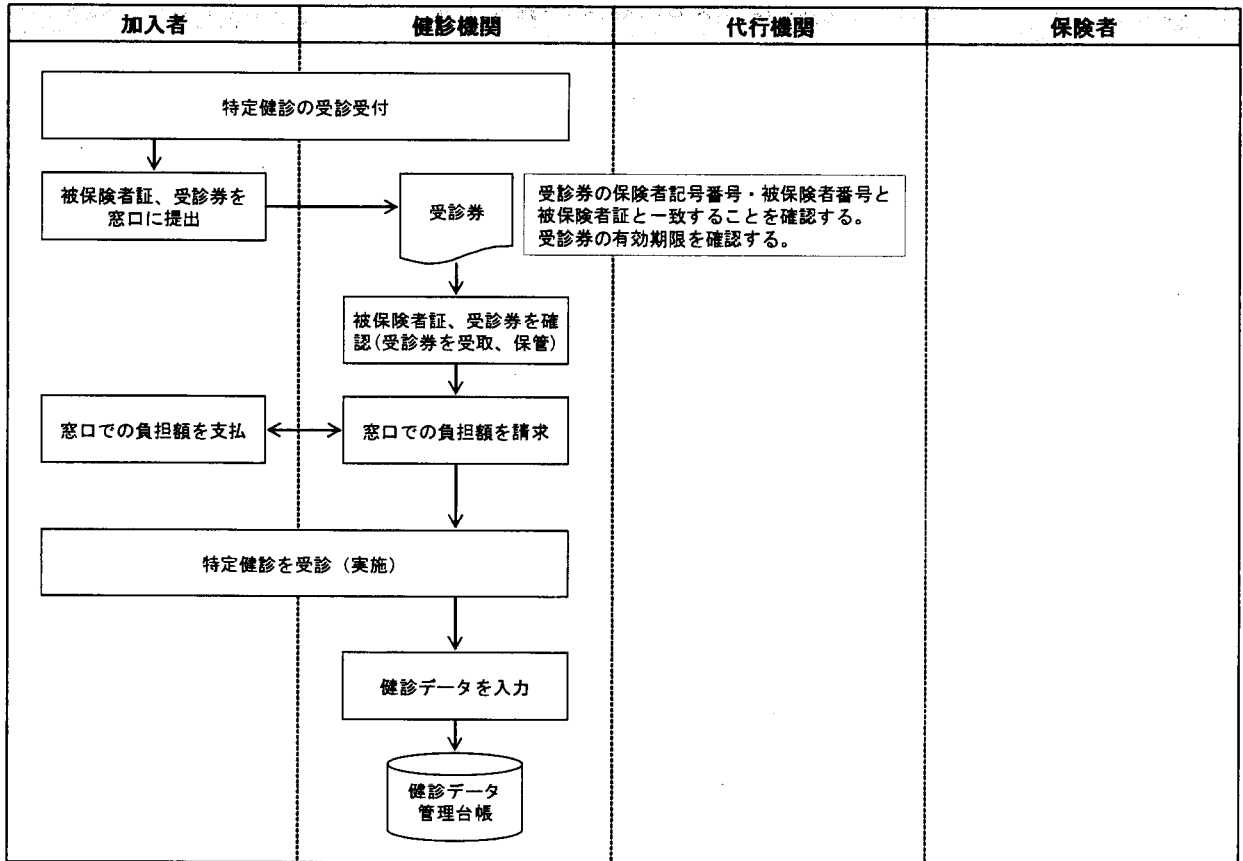 加入者
健診機関
代行機関
保険者
特定健診の受診受付
被保険者証、受診券を
窓口に提出
受診券
受診券の保険者記号番号・被保険者番号と
被保険者証と一致することを確認する。
受診券の有効期限を確認する。
被保険者証、受診券を確
認(受診券を受取、保管)
窓口での負担額を支払
窓口での負担額を請求
特定健診を受診（実施）
健診データを入力
健診データ
管理台帳